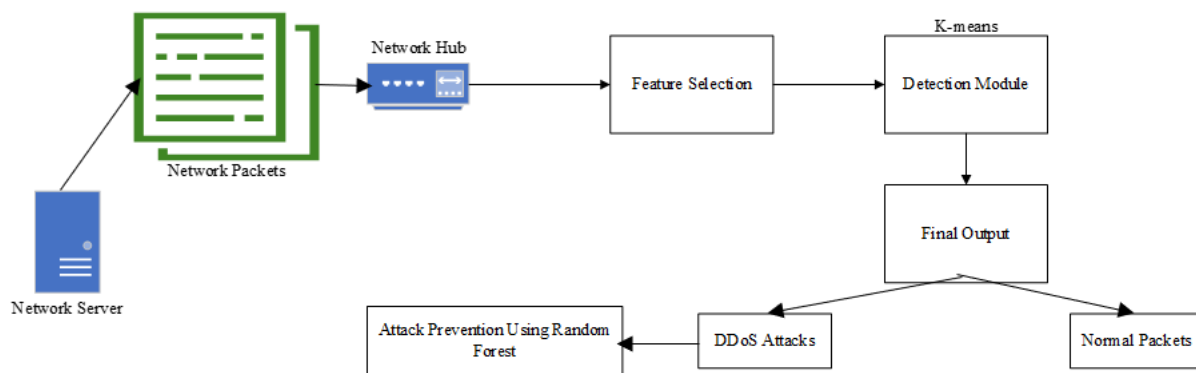 K-means
Network Hub
Feature Selection
Detection Module
Network Packets
Final Output
Network Server
Attack Prevention Using Random
Forest
DDoS Attacks
Normal Packets